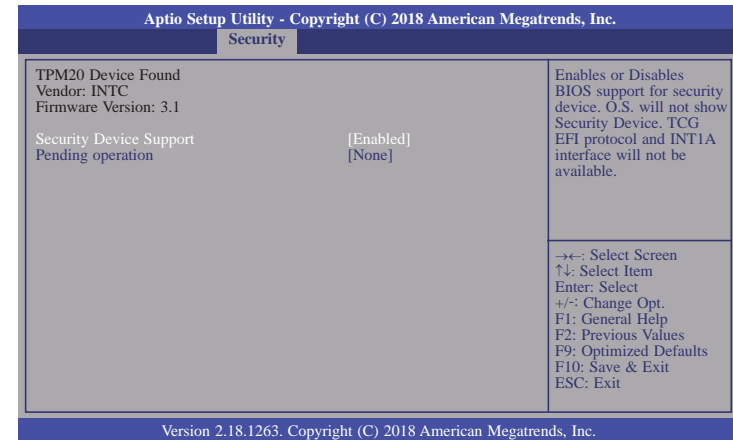 Aptio Setup Utility - Copyright (C) 2018 American Megatrends, Inc.
Security
TPM20 Device Found
Vendor: INTC
Firmware Version: 3.1
Security Device Support [Enabled]
Pending operation [None]
Enables or Disables
BIOS support for security
device. O.S. will not show
Security Device. TCG
EFI protocol and INT1A
interface will not be
available.
→←: Select Screen
↑↓: Select Item
Enter: Select
+/-: Change Opt.
F1: General Help
F2: Previous Values
F9: Optimized Defaults
F10: Save & Exit
ESC: Exit
Version 2.18.1263. Copyright (C) 2018 American Megatrends, Inc.